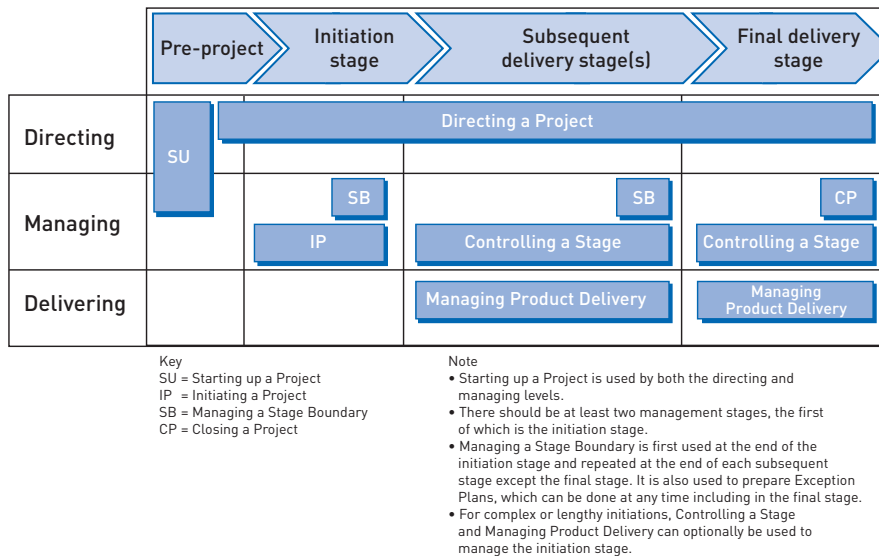 Pre-project
Initiation
stage
Subsequent
delivery stage(s)
Final delivery
stage
Directing
SU
Directing a Project
Managing
SB
SB
CP
IP
Controlling a Stage
Controlling a Stage
Delivering
Managing Product Delivery
Managing
Product Delivery
Key
SU = Starting up a Project
IP = Initiating a Project
SB = Managing a Stage Boundary
CP = Closing a Project
Note
• Starting up a Project is used by both the directing and
managing levels.
• There should be at least two management stages, the first
of which is the initiation stage.
• Managing a Stage Boundary is first used at the end of the
initiation stage and repeated at the end of each subsequent
stage except the final stage. It is also used to prepare Exception
Plans, which can be done at any time including in the final stage.
• For complex or lengthy initiations, Controlling a Stage
and Managing Product Delivery can optionally be used to
manage the initiation stage.